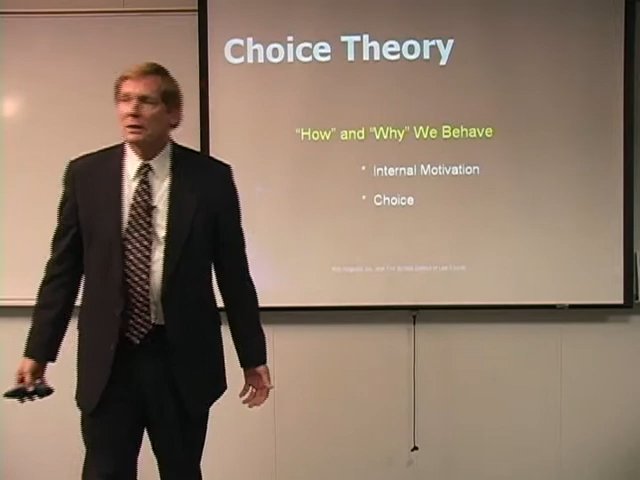 Choice Theory
"How" and "Why" We Behave
* Internal Motivation
* Choice